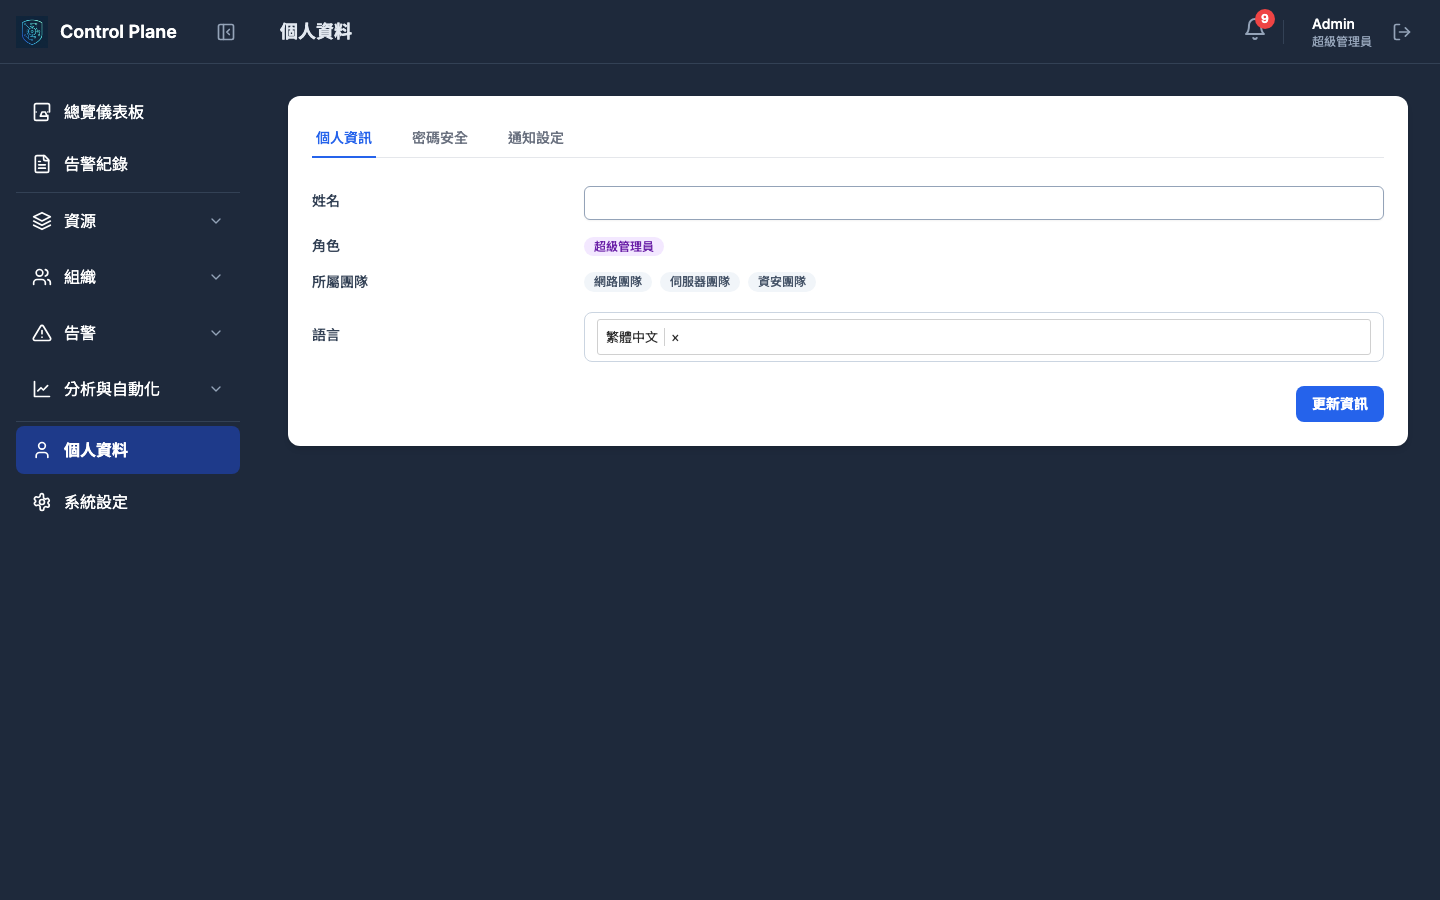 Control Plane
個人資料
9
Admin
超級管理員
總覽儀表板
告警紀錄
資源
組織
告警
分析與自動化
個人資料
系統設定
個人資訊 密碼安全 通知設定
姓名
角色 超級管理員
所屬團隊 網路團隊 伺服器團隊 資安團隊
語言 繁體中文 ×
更新資訊